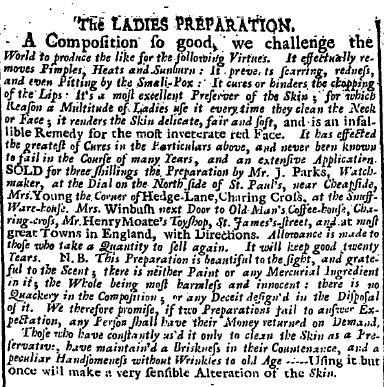 The LADIES PREPARATION.
A Composition so good, we challenge the
World to produce the like for the following Virtues. It effectually re-
moves Pimples, Heats and Sunburn: It preve.ts scarring, redness,
and even Pitting by the Small-Pox: It cures or hinders the chopping
of the Lips: It's a most excellent Preserver of the Skin; for which
Reason a Multitude of Ladies use it every time they clean the Neck
or Face; it renders the Skin delicate, fair and soft, and is an infal-
lible Remedy for the most inveterate red Face. It has effected
the greatest of Cures in the Particulars above, and never been known
to fail in the Course of many Years, and an extensive Application.
SOLD for three shillings the Preparation by Mr. J. Parks, Watch-
maker, at the Dial on the North side of St. Paul's, near Cheapside,
Mrs. Young the Corner of Hedge-Lane, Charing Cross, at the Snuff-
Ware-house. Mrs. Winbush next Door to Old Man's Coffee-house, Cha-
ring-cross, Mr. Henry Moate's Toyshop, St. James's-street, and at most
great Towns in England, with Directions. Allowance is made to
those who take a Quantity to sell again. It will keep good twenty
Years. N. B. This Preparation is beautiful to the sight, and grate-
ful to the Scent; there is neither Paint or any Mercurial Ingredient
in it; the Whole being most harmless and innocent: there is no
Quackery in the Composition; or any Deceit design'd in the Disposal
of it. We therefore promise, if two Preparations fail to answer Ex-
pectation, any Person shall have their Money returned on Demand.
Those who have constantly us'd it only to clean the Skin as a Pre-
servative, have maintain'd a Briskness in their Countenance, and a
peculiar Handsomeness without Wrinkles to old Age----Using it but
once will make a very sensible Alteration of the Skin.